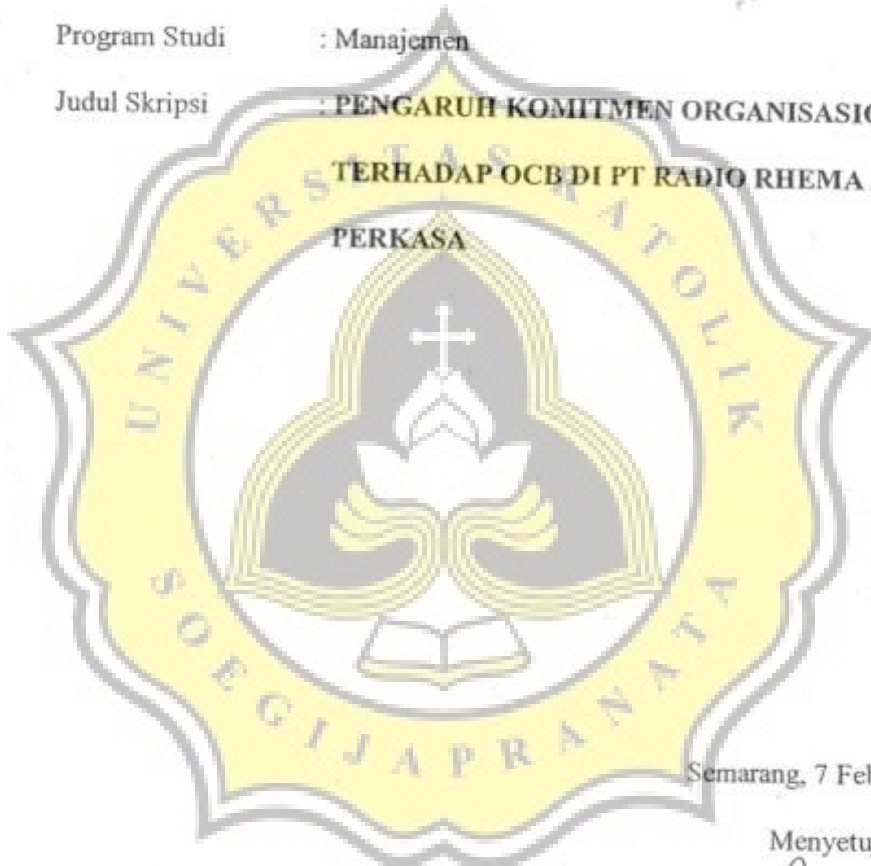 Program Studi : Manajemen
Judul Skripsi : PENGARUH KOMITMEN ORGANISASIO
TERHADAP OCB DI PT RADIO RHEMA
PERKASA
UNIVERSITAS KATOLIK
SOEGIJAPRANATA
Semarang, 7 Feb
Menyetu